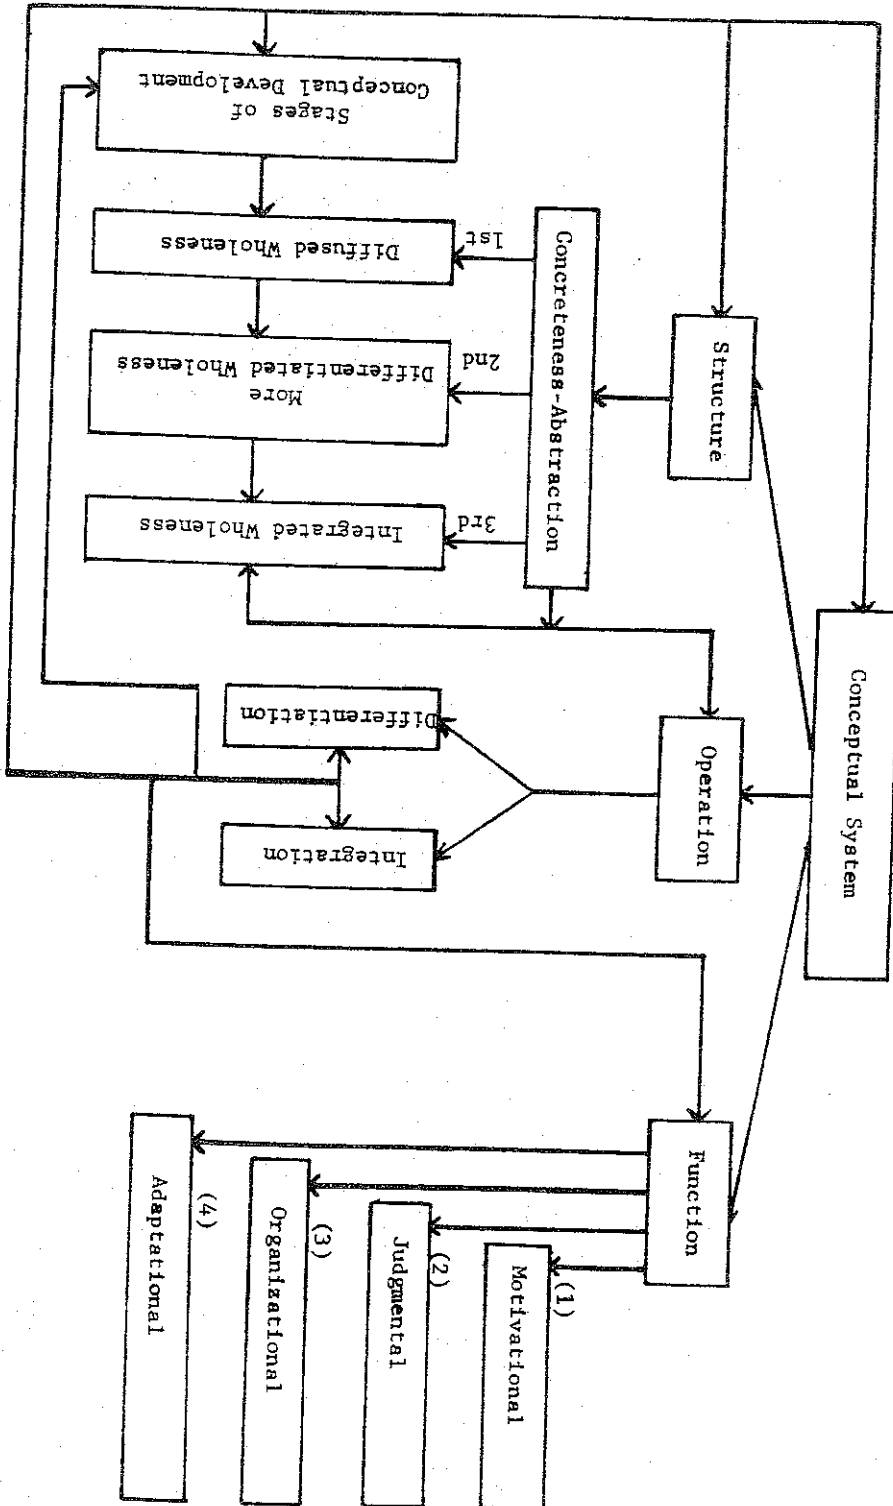 Conceptual System
Structure
Operation
Function
Concreteness-Abstraction
1st
2nd
3rd
Stages of
Conceptual Development
Diffused Wholeness
More
Differentiated Wholeness
Integrated Wholeness
Differentiation
Integration
(1)
Motivational
(2)
Judgmental
(3)
Organizational
(4)
Adaptational